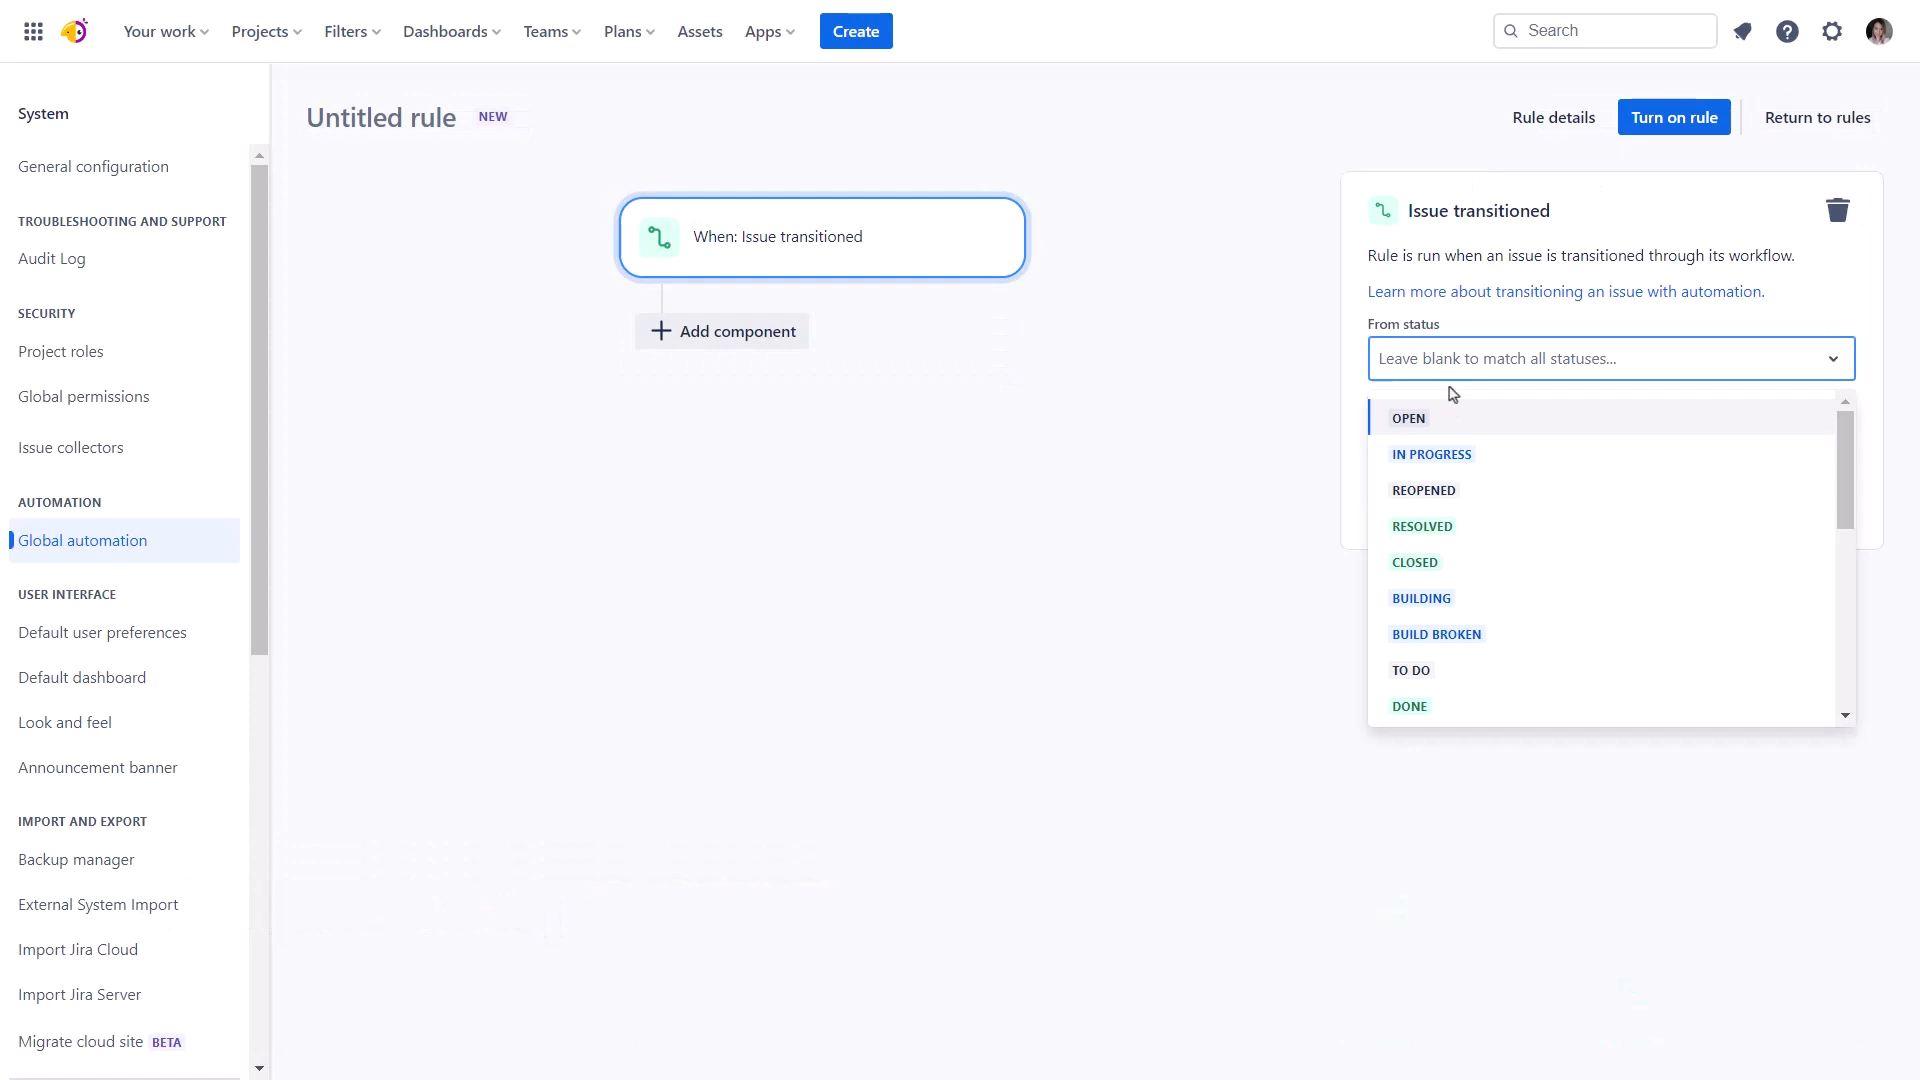 Your work
Projects
Filters
Dashboards
Teams
Plans
Assets
Apps
Create
Search
System
General configuration
TROUBLESHOOTING AND SUPPORT
Audit Log
SECURITY
Project roles
Global permissions
Issue collectors
AUTOMATION
Global automation
USER INTERFACE
Default user preferences
Default dashboard
Look and feel
Announcement banner
IMPORT AND EXPORT
Backup manager
External System Import
Import Jira Cloud
Import Jira Server
Migrate cloud site BETA
Untitled rule NEW
Rule details
Turn on rule
Return to rules
When: Issue transitioned
Add component
Issue transitioned
Rule is run when an issue is transitioned through its workflow.
Learn more about transitioning an issue with automation.
From status
Leave blank to match all statuses...
OPEN
IN PROGRESS
REOPENED
RESOLVED
CLOSED
BUILDING
BUILD BROKEN
TO DO
DONE